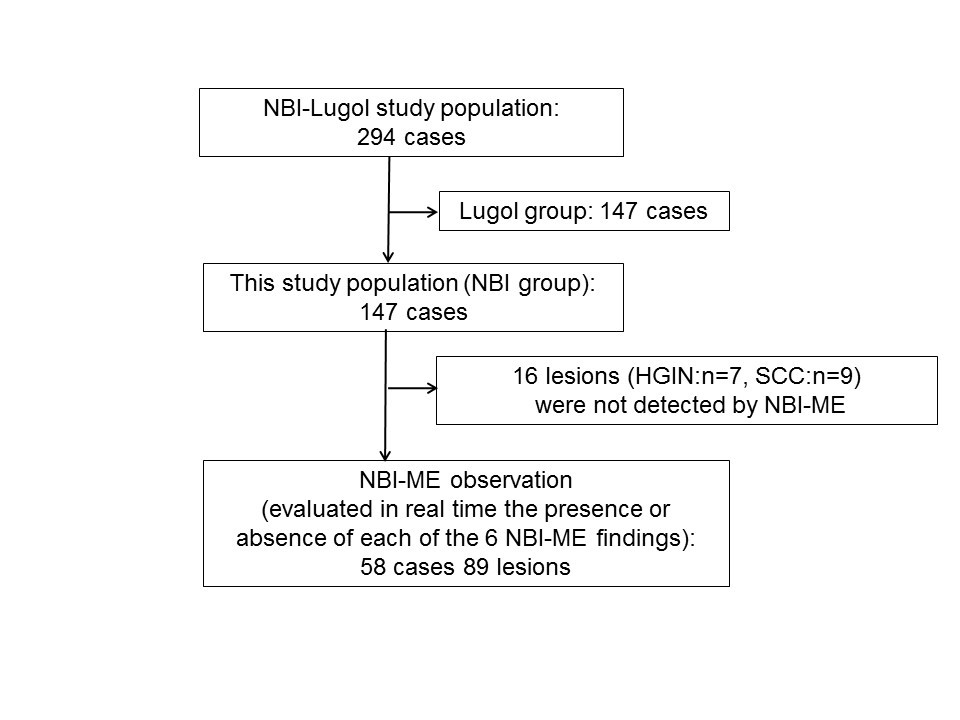 NBI-Lugol study population:
294 cases
Lugol group: 147 cases
This study population (NBI group):
147 cases
16 lesions (HGIN:n=7, SCC:n=9)
were not detected by NBI-ME
NBI-ME observation
(evaluated in real time the presence or
absence of each of the 6 NBI-ME findings):
58 cases 89 lesions